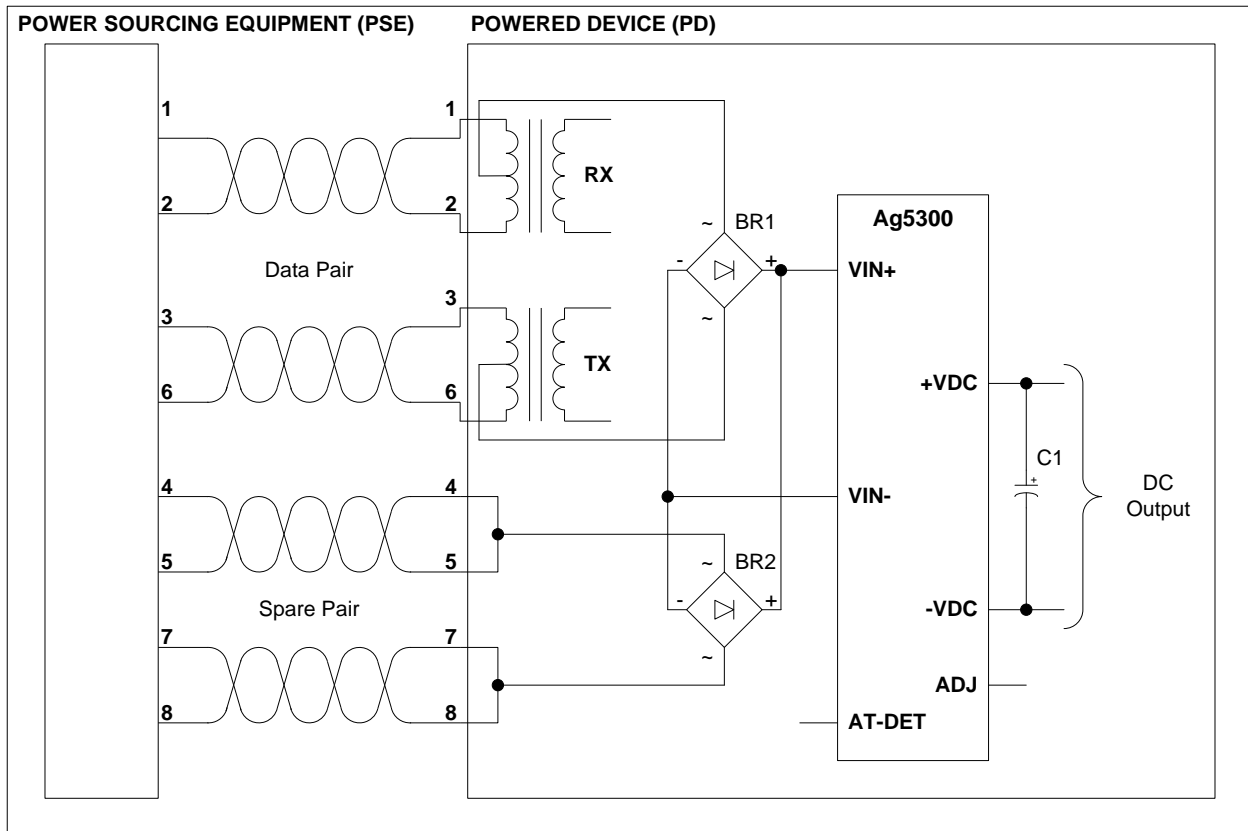 POWER SOURCING EQUIPMENT (PSE)
POWERED DEVICE (PD)
1
1
2
2
RX
Data Pair
3
3
6
6
TX
~
BR1
-
+
~
Ag5300
VIN+
+VDC
C1
+
DC
Output
VIN-
4
4
5
5
Spare Pair
~
BR2
-
+
~
-VDC
7
7
8
8
ADJ
AT-DET